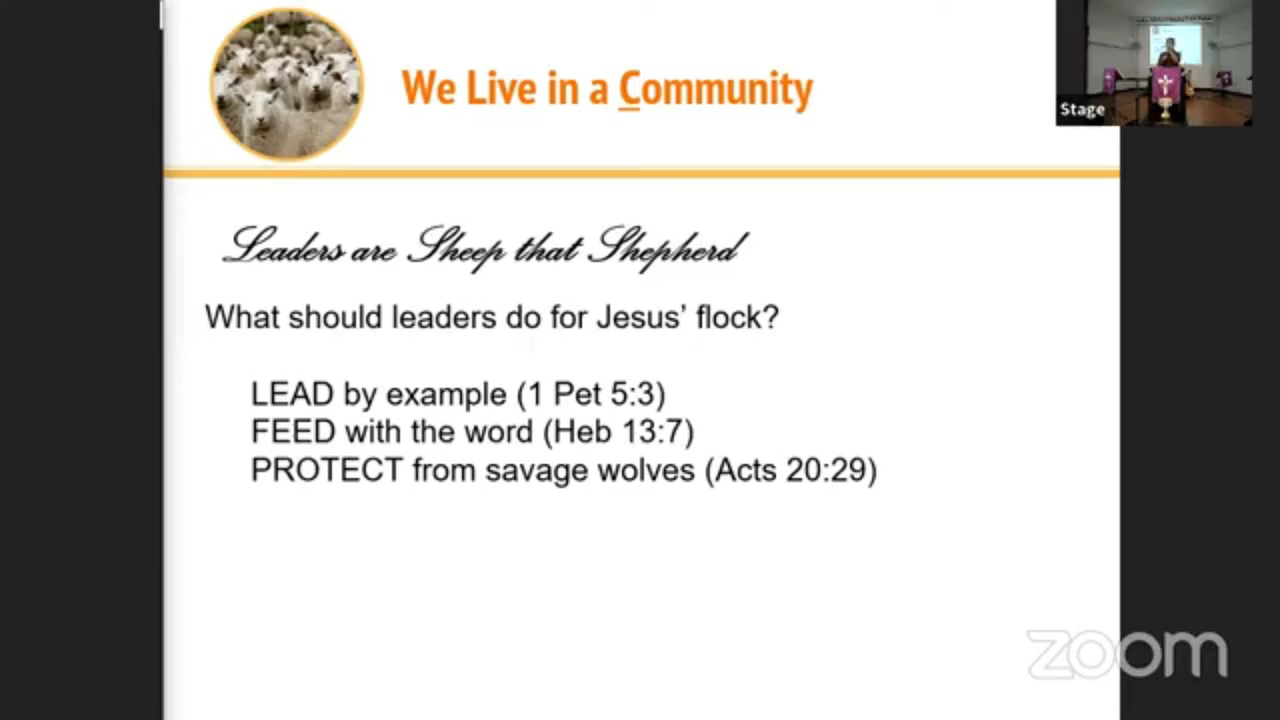 We Live in a Community
Stage
Leaders are Sheep that Shepherd
What should leaders do for Jesus’ flock?
LEAD by example (1 Pet 5:3)
FEED with the word (Heb 13:7)
PROTECT from savage wolves (Acts 20:29)
zoom